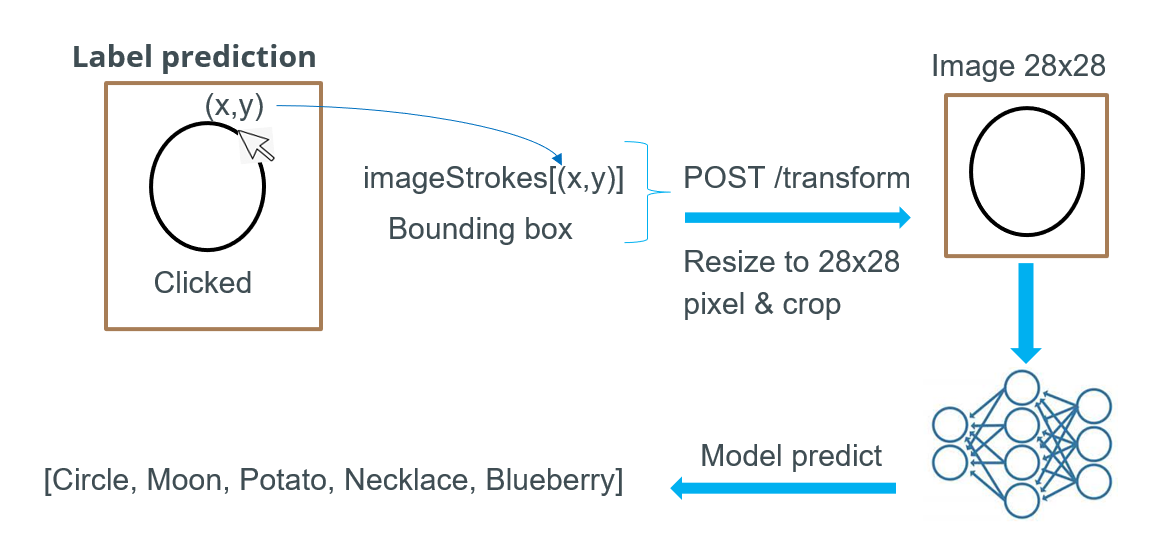 Label prediction
(x,y)
Clicked
imageStrokes[(x,y)]
Bounding box
POST /transform
Resize to 28x28
pixel & crop
Image 28x28
Model predict
[Circle, Moon, Potato, Necklace, Blueberry]